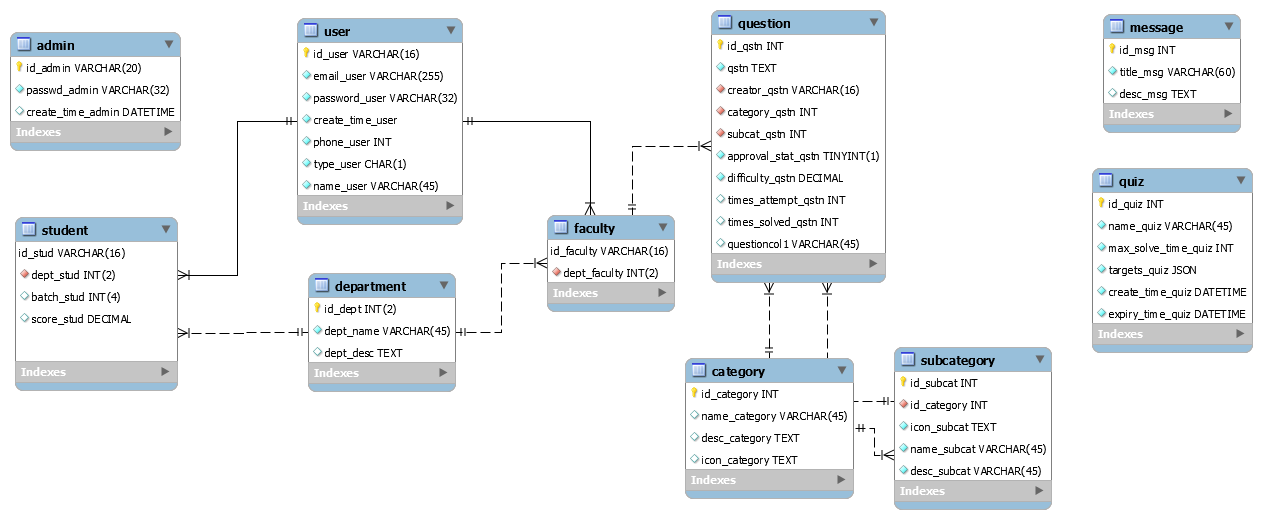 admin
id_admin VARCHAR(20)
passwd_admin VARCHAR(32)
create_time_admin DATETIME
Indexes
user
id_user VARCHAR(16)
email_user VARCHAR(255)
password_user VARCHAR(32)
create_time_user
phone_user INT
type_user CHAR(1)
name_user VARCHAR(45)
Indexes
question
id_qstn INT
qstn TEXT
creator_qstn VARCHAR(16)
category_qstn INT
subcat_qstn INT
approval_stat_qstn TINYINT(1)
difficulty_qstn DECIMAL
times_attempt_qstn INT
times_solved_qstn INT
questioncol1 VARCHAR(45)
Indexes
message
id_msg INT
title_msg VARCHAR(60)
desc_msg TEXT
Indexes
student
id_stud VARCHAR(16)
dept_stud INT(2)
batch_stud INT(4)
score_stud DECIMAL
Indexes
department
id_dept INT(2)
dept_name VARCHAR(45)
dept_desc TEXT
Indexes
faculty
id_faculty VARCHAR(16)
dept_faculty INT(2)
Indexes
quiz
id_quiz INT
name_quiz VARCHAR(45)
max_solve_time_quiz INT
targets_quiz JSON
create_time_quiz DATETIME
expiry_time_quiz DATETIME
Indexes
category
id_category INT
name_category VARCHAR(45)
desc_category TEXT
icon_category TEXT
Indexes
subcategory
id_subcat INT
id_category INT
icon_subcat TEXT
name_subcat VARCHAR(45)
desc_subcat VARCHAR(45)
Indexes